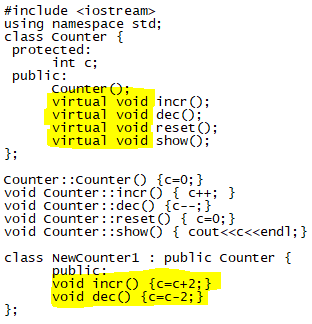 #include <iostream>
using namespace std;
class Counter {
 protected:
      int c;
 public:
      Counter();
      virtual void incr();
      virtual void dec();
      virtual void reset();
      virtual void show();
};

Counter::Counter() {c=0;}
void Counter::incr() { c++; }
void Counter::dec() {c--;}
void Counter::reset() { c=0;}
void Counter::show() { cout<<c<<endl;}

class NewCounter1 : public Counter {
      public:
      void incr() {c=c+2;}
      void dec() {c=c-2;}
};